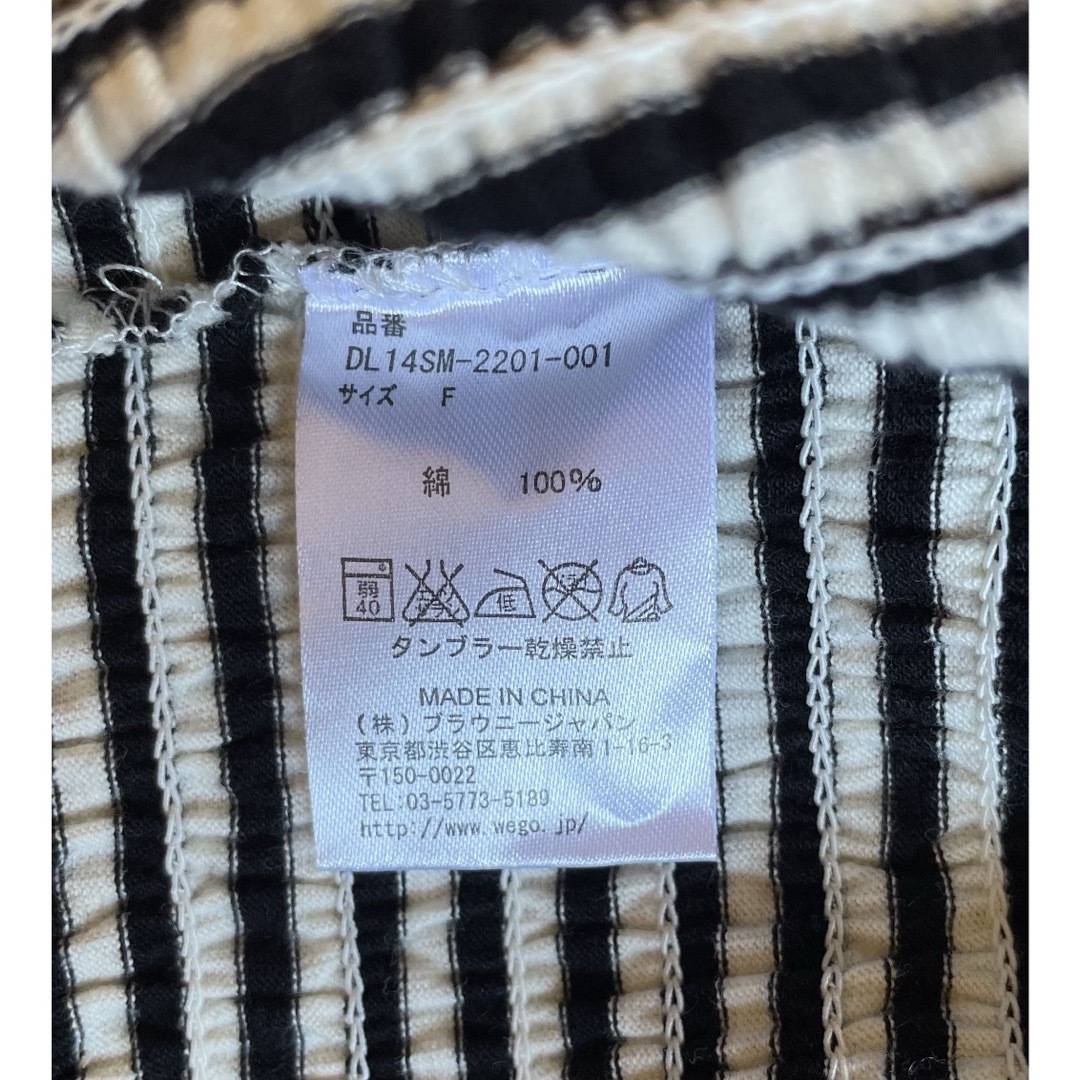 品番
DL14SM-2201-001
サイズ F
綿 100%
弱 40 低
タンブラー乾燥禁止
MADE IN CHINA
(株)ブラウニージャパン
東京都渋谷区恵比寿南1-16-3
〒150-0022
TEL:03-5773-5189
http://www.wego.jp/